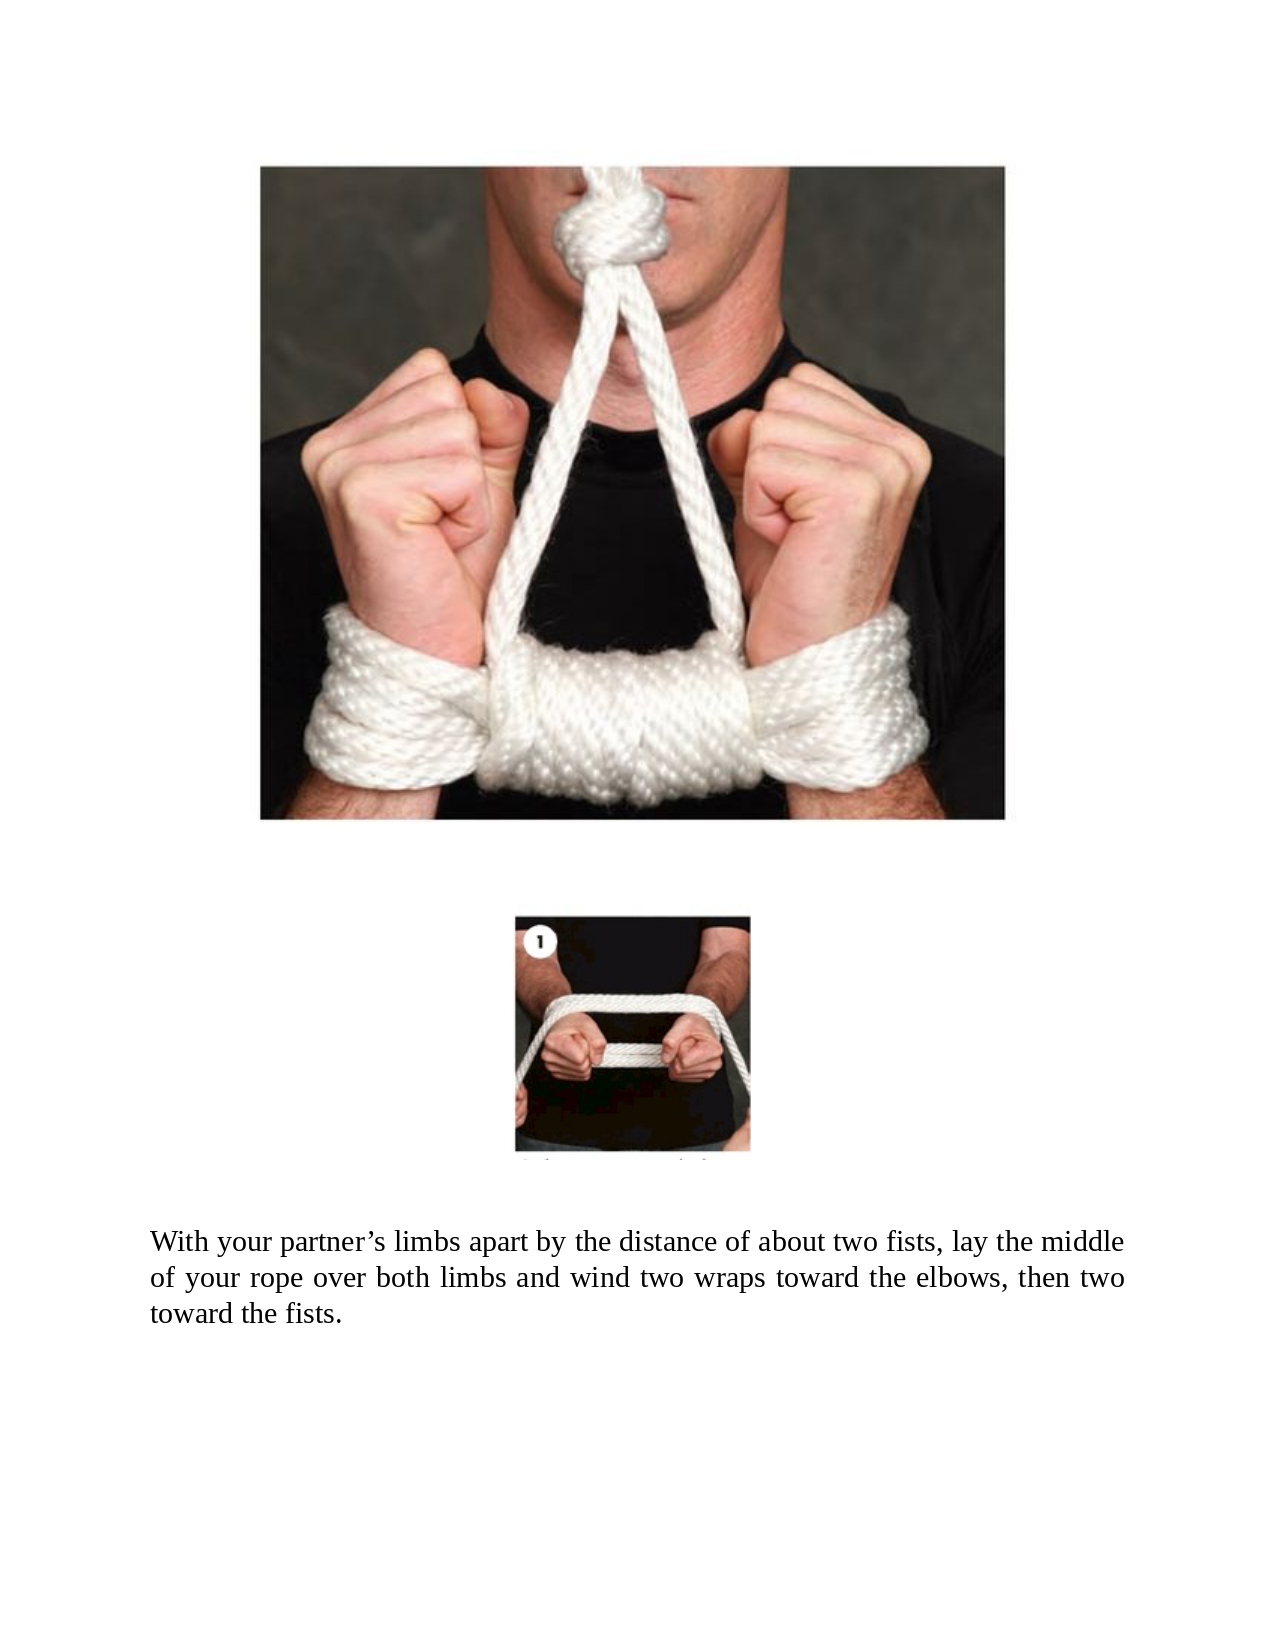 1
With your partner’s limbs apart by the distance of about two fists, lay the middle
of your rope over both limbs and wind two wraps toward the elbows, then two
toward the fists.